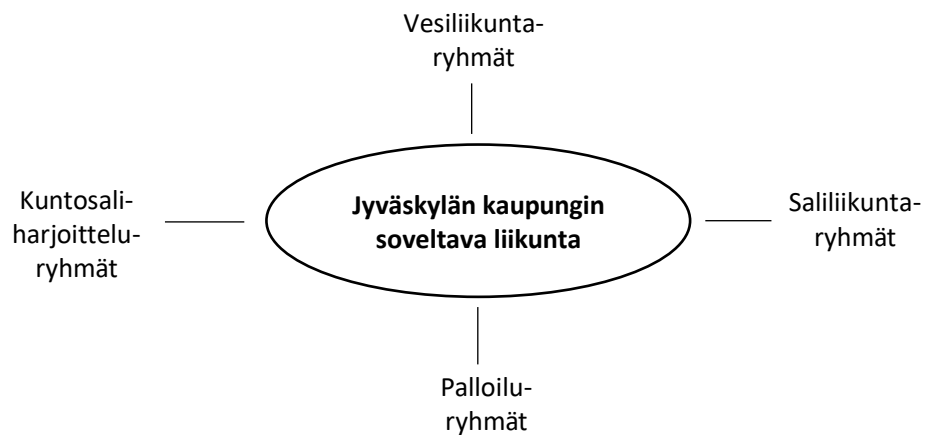 Vesiliikunta-
ryhmät
Kuntosali-
harjoittelu-
ryhmät
Jyväskylän kaupungin
soveltava liikunta
Saliliikunta-
ryhmät
Palloilu-
ryhmät